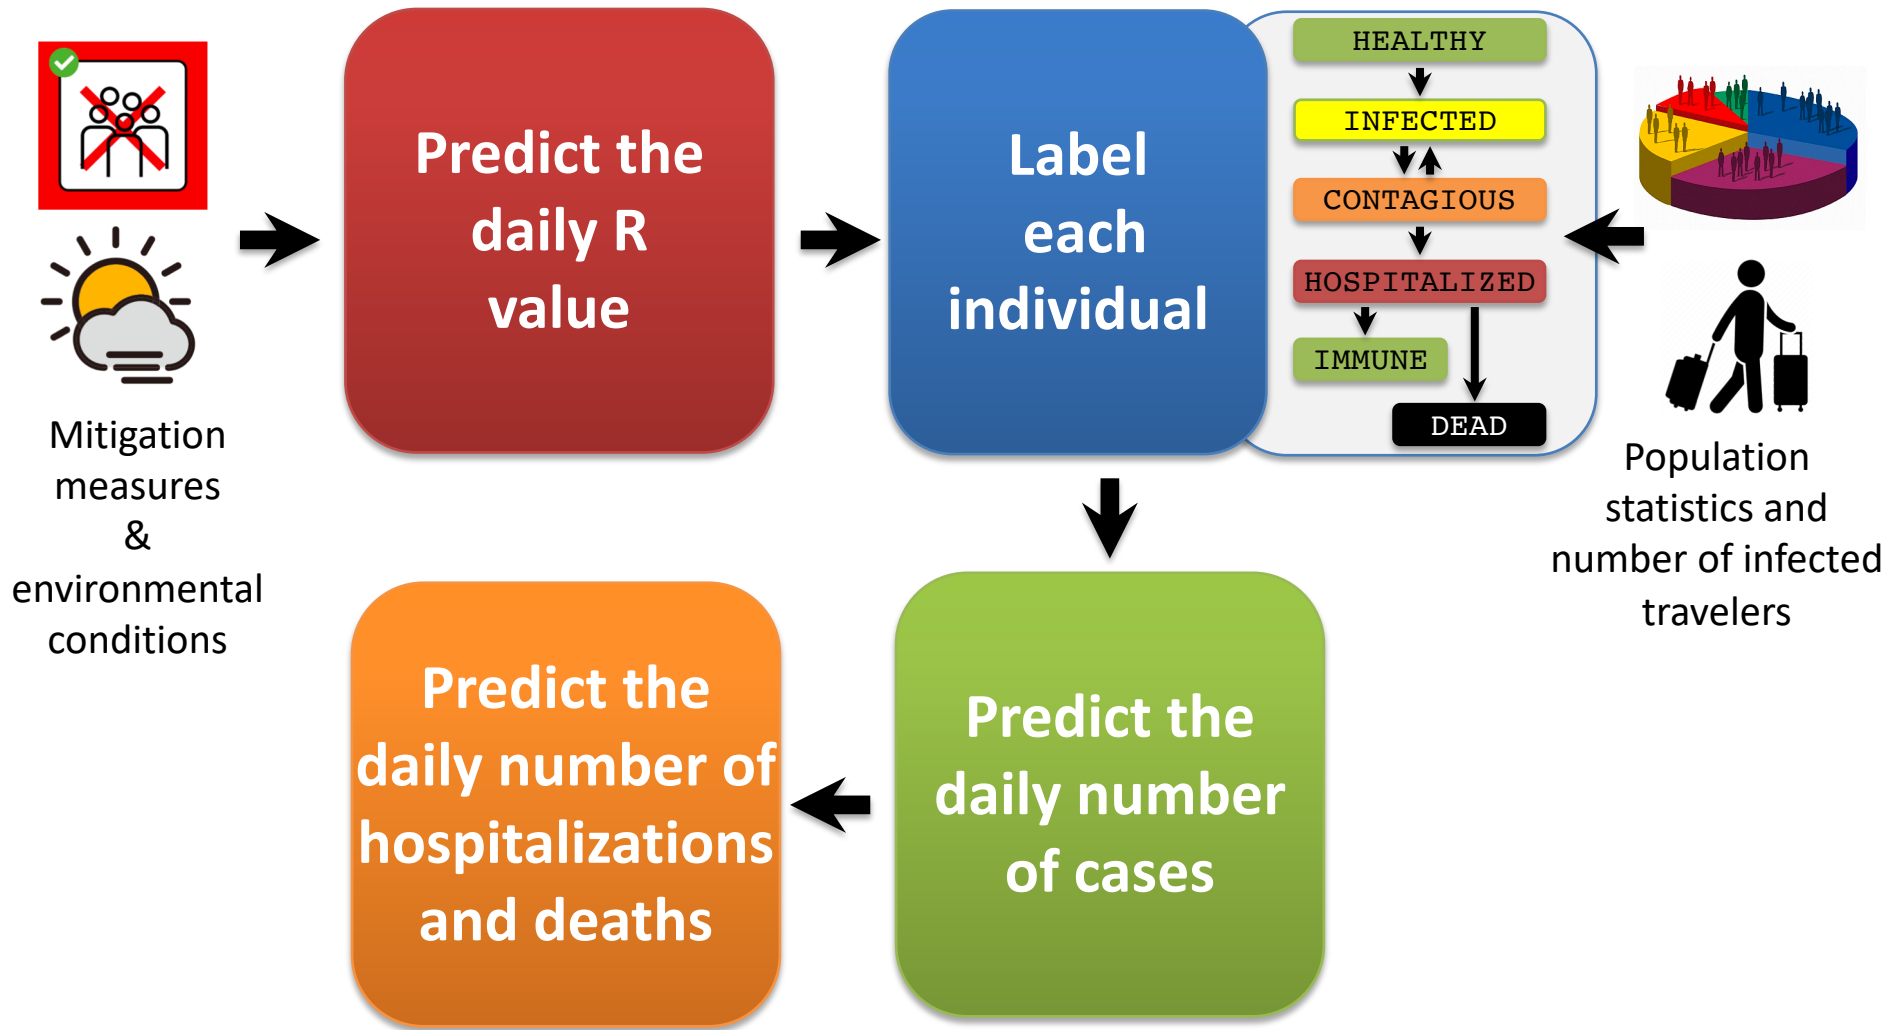 Mitigation
measures
&
environmental
conditions
Predict the
daily R
value
Label
each
individual
HEALTHY
INFECTED
CONTAGIOUS
HOSPITALIZED
IMMUNE
DEAD
Population
statistics and
number of infected
travelers
Predict the
daily number
of cases
Predict the
daily number of
hospitalizations
and deaths